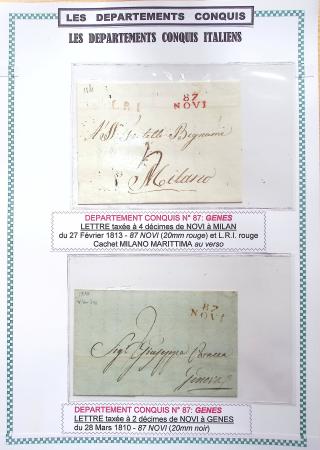 LES DEPARTEMENTS CONQUIS
LES DEPARTEMENTS CONQUIS ITALIENS
L.R.I
87
NOVI
Milano
DEPARTEMENT CONQUIS N° 87: GENES
LETTRE taxée à 4 décimes de NOVI à MILAN
du 27 Février 1813 - 87 NOVI (20mm rouge) et L.R.I. rouge
Cachet MILANO MARITTIMA au verso
87
NOVI
2
Sigr Giuseppe
Genova
DEPARTEMENT CONQUIS N° 87: GENES
LETTRE taxée à 2 décimes de NOVI à GENES
du 28 Mars 1810 - 87 NOVI (20mm noir)